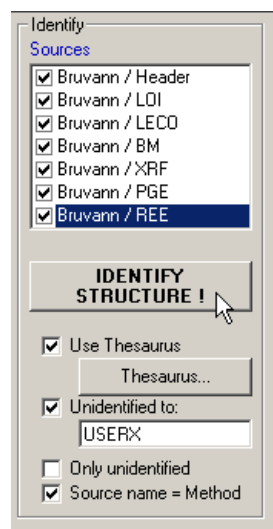 Identify
Sources
Bruvann / Header
Bruvann / LOI
Bruvann / LECO
Bruvann / BM
Bruvann / XRF
Bruvann / PGE
Bruvann / REE
IDENTIFY
STRUCTURE !
Use Thesaurus
Thesaurus...
Unidentified to:
USERX
Only unidentified
Source name = Method